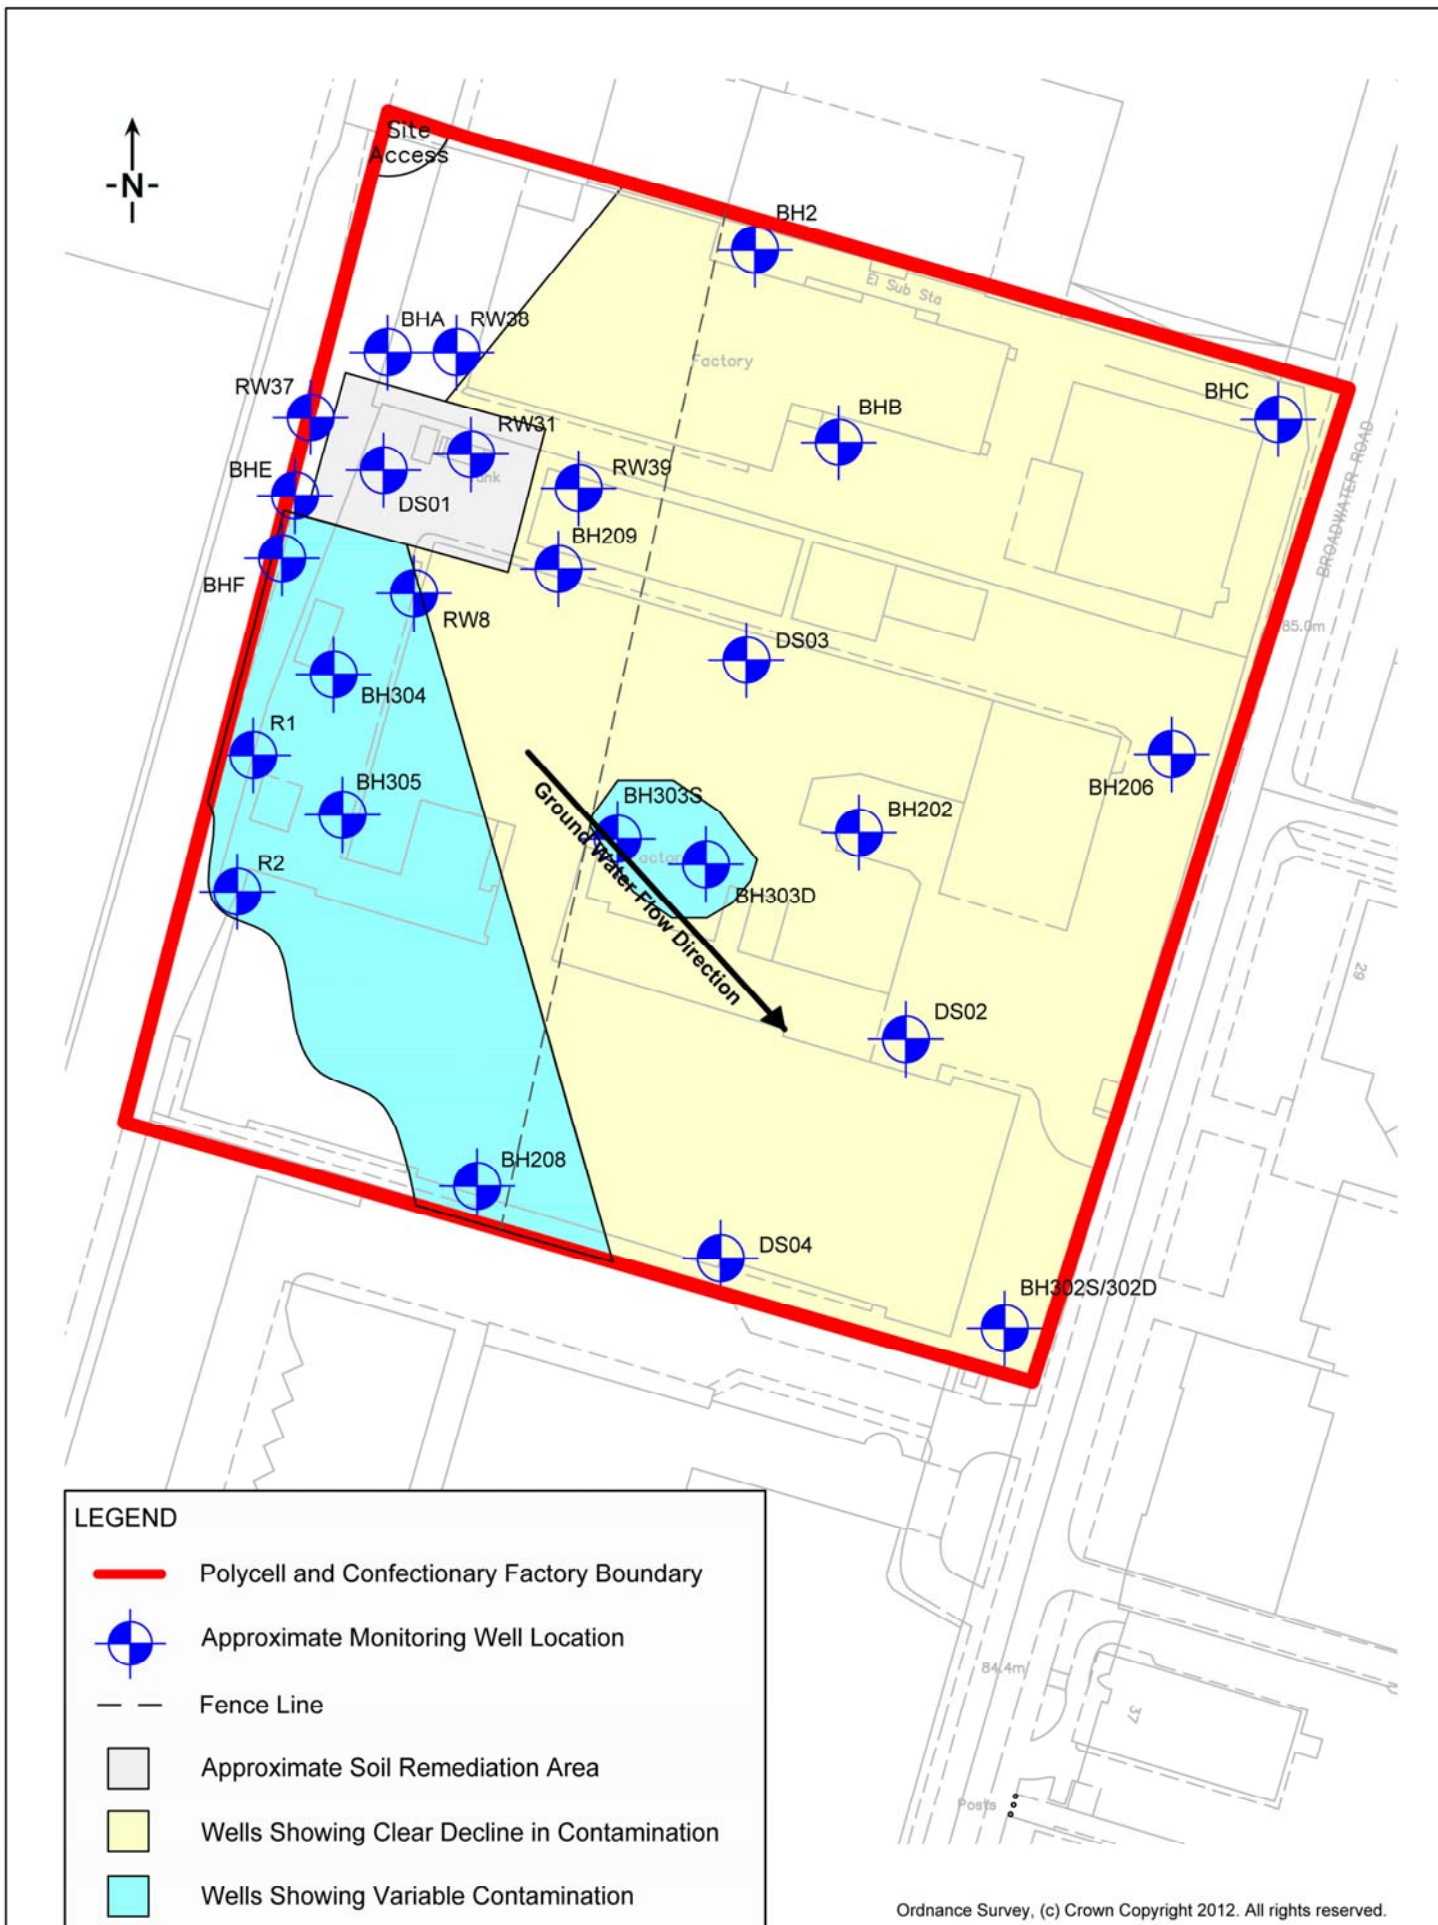 Site
Access
-N-
BH2
El Sub Sta
BHA
RW38
Factory
RW37
BHC
BHB
RW31
BROADWATER ROAD
BHE
RW39
DS01
BH209
BHF
RW8
85.0m
DS03
BH304
R1
BH206
BH305
BH303S
Ground Water Flow Direction
BH202
R2
BH303D
29
DS02
BH208
DS04
BH302S/302D
LEGEND
Polycell and Confectionary Factory Boundary
Approximate Monitoring Well Location
Fence Line
84.4m
37
Approximate Soil Remediation Area
Posts
Wells Showing Clear Decline in Contamination
Wells Showing Variable Contamination
Ordnance Survey, (c) Crown Copyright 2012. All rights reserved.